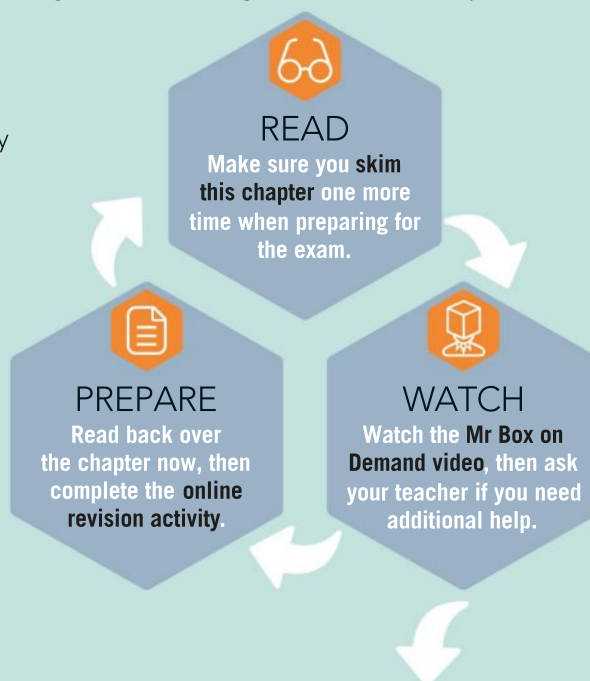 y
READ
Make sure you skim
this chapter one more
time when preparing for
the exam.
PREPARE
Read back over
the chapter now, then
complete the online
revision activity.
WATCH
Watch the Mr Box on
Demand video, then ask
your teacher if you need
additional help.